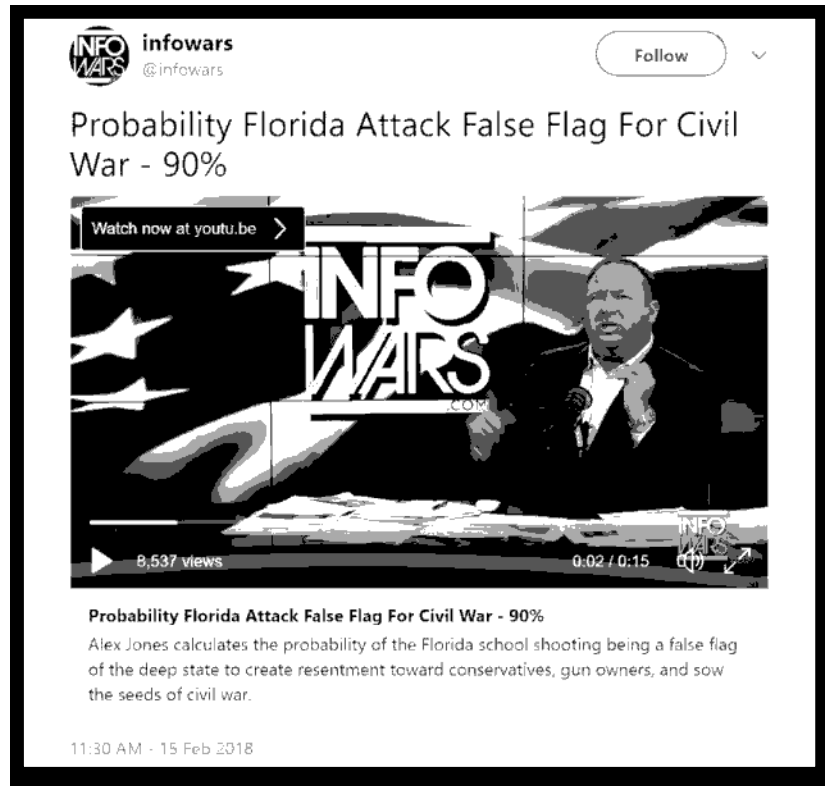 INFO
WARS
infowars
@infowars
Follow
Probability Florida Attack False Flag For Civil
War - 90%
Watch now at youtu.be
INFO
WARS
.COM
INFO
WARS
8,537 views
0:02 / 0:15
Probability Florida Attack False Flag For Civil War - 90%
Alex Jones calculates the probability of the Florida school shooting being a false flag
of the deep state to create resentment toward conservatives, gun owners, and sow
the seeds of civil war.
11:30 AM - 15 Feb 2018